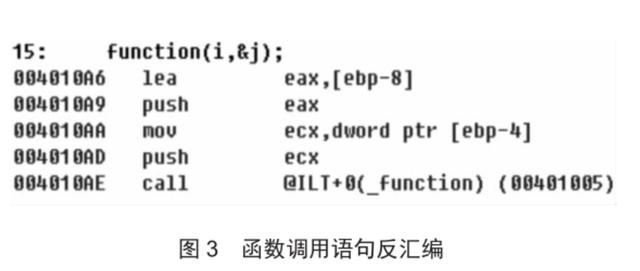 15:     function(i,&j);
004010A6   lea         eax,[ebp-8]
004010A9   push        eax
004010AA   mov         ecx,dword ptr [ebp-4]
004010AD   push        ecx
004010AE   call        @ILT+0(_function) (00401005)
图 3　函数调用语句反汇编